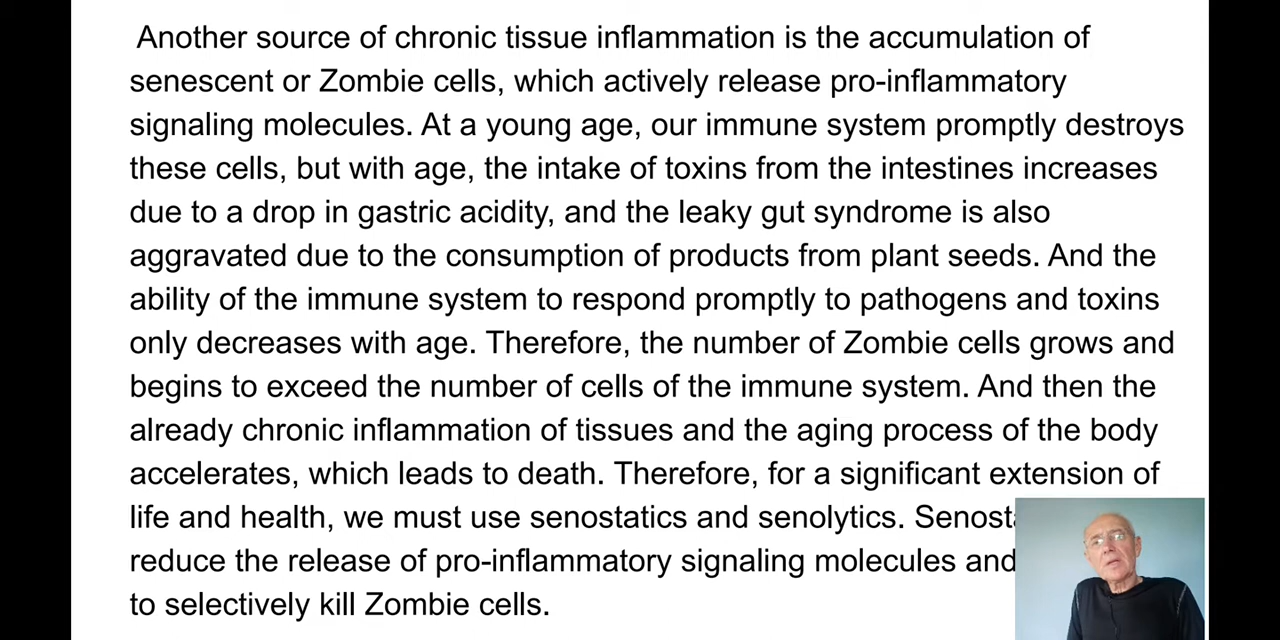 Another source of chronic tissue inflammation is the accumulation of
senescent or Zombie cells, which actively release pro-inflammatory
signaling molecules. At a young age, our immune system promptly destroys
these cells, but with age, the intake of toxins from the intestines increases
due to a drop in gastric acidity, and the leaky gut syndrome is also
aggravated due to the consumption of products from plant seeds. And the
ability of the immune system to respond promptly to pathogens and toxins
only decreases with age. Therefore, the number of Zombie cells grows and
begins to exceed the number of cells of the immune system. And then the
already chronic inflammation of tissues and the aging process of the body
accelerates, which leads to death. Therefore, for a significant extension of
life and health, we must use senostatics and senolytics.
reduce the release of pro-inflammatory signaling molecules and
to selectively kill Zombie cells.